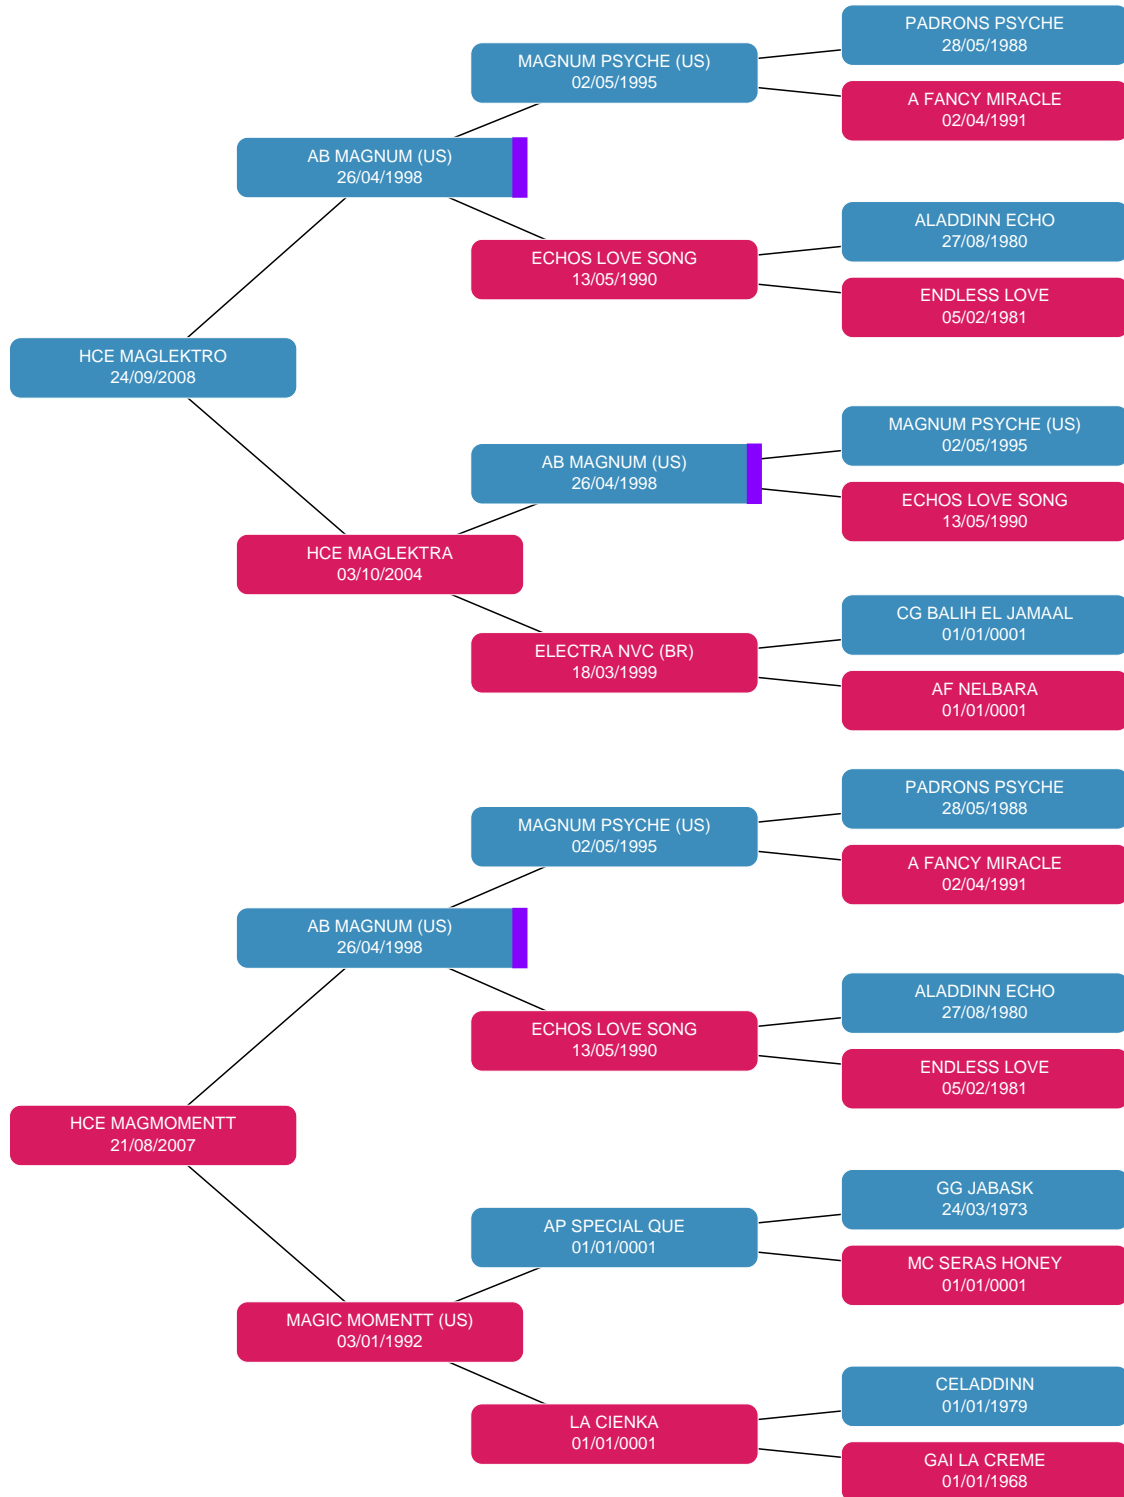 PADRONS PSYCHE
28/05/1988
MAGNUM PSYCHE (US)
02/05/1995
A FANCY MIRACLE
02/04/1991
AB MAGNUM (US)
26/04/1998
ALADDINN ECHO
27/08/1980
ECHOS LOVE SONG
13/05/1990
ENDLESS LOVE
05/02/1981
HCE MAGLEKTRO
24/09/2008
MAGNUM PSYCHE (US)
02/05/1995
AB MAGNUM (US)
26/04/1998
ECHOS LOVE SONG
13/05/1990
HCE MAGLEKTRA
03/10/2004
CG BALIH EL JAMAAL
01/01/0001
ELECTRA NVC (BR)
18/03/1999
AF NELBARA
01/01/0001
PADRONS PSYCHE
28/05/1988
MAGNUM PSYCHE (US)
02/05/1995
A FANCY MIRACLE
02/04/1991
AB MAGNUM (US)
26/04/1998
ALADDINN ECHO
27/08/1980
ECHOS LOVE SONG
13/05/1990
ENDLESS LOVE
05/02/1981
HCE MAGMOMENTT
21/08/2007
GG JABASK
24/03/1973
AP SPECIAL QUE
01/01/0001
MC SERAS HONEY
01/01/0001
MAGIC MOMENTT (US)
03/01/1992
CELADDINN
01/01/1979
LA CIENKA
01/01/0001
GAI LA CREME
01/01/1968